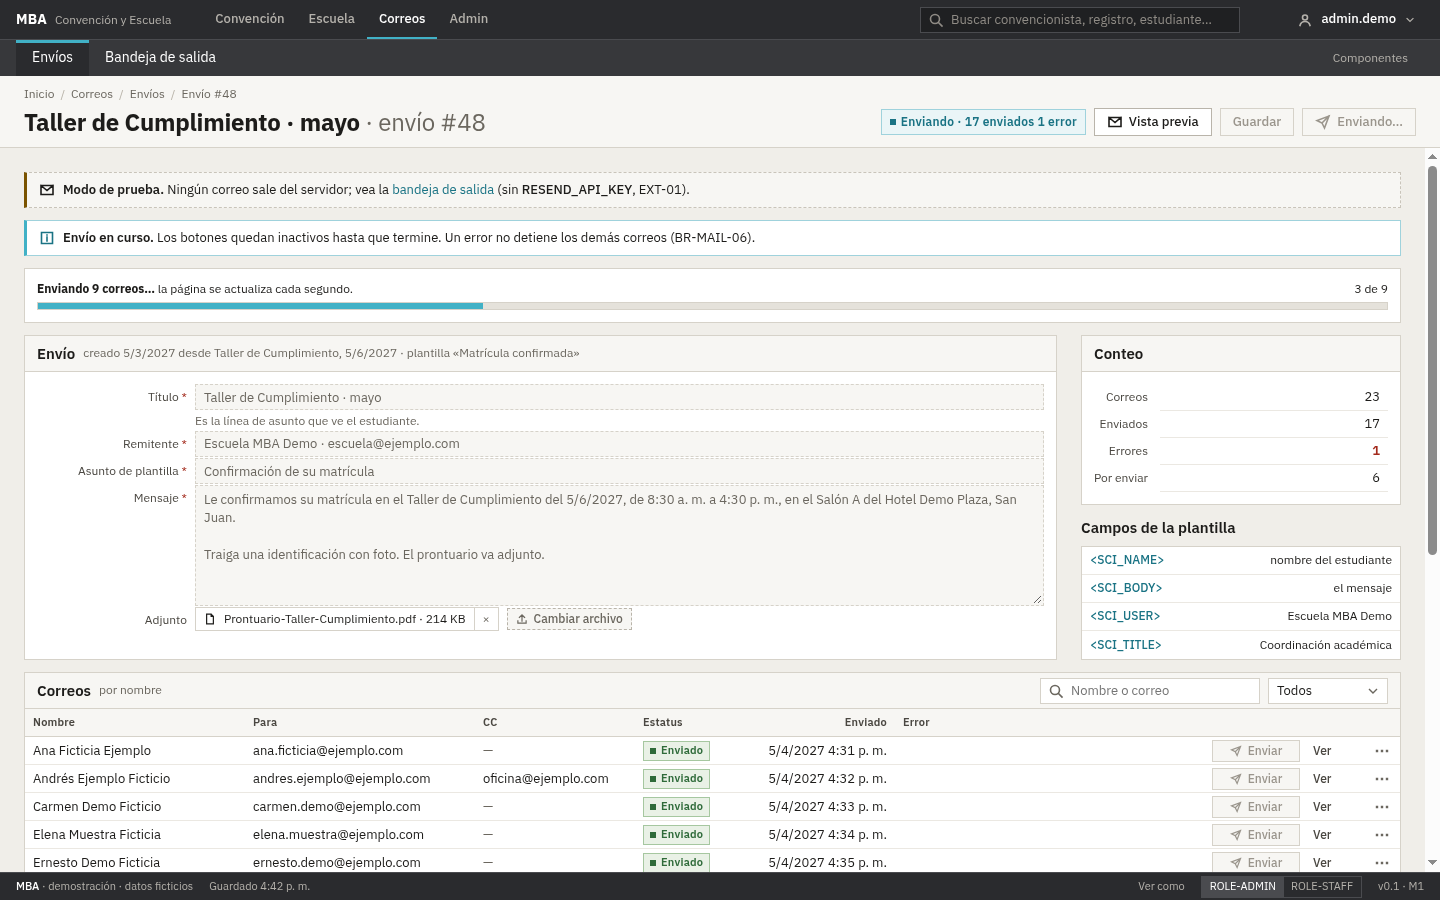 MBA Convención y Escuela Convención Escuela Correos Admin Buscar convencionista, registro, estudiante... admin.demo
Envíos Bandeja de salida Componentes
Inicio / Correos / Envíos / Envío #48
Taller de Cumplimiento · mayo · envío #48 Enviando · 17 enviados 1 error Vista previa Guardar Enviando...
Modo de prueba. Ningún correo sale del servidor; vea la bandeja de salida (sin RESEND_API_KEY, EXT-01).
Envío en curso. Los botones quedan inactivos hasta que termine. Un error no detiene los demás correos (BR-MAIL-06).
Enviando 9 correos... la página se actualiza cada segundo. 3 de 9
Envío creado 5/3/2027 desde Taller de Cumplimiento, 5/6/2027 · plantilla «Matrícula confirmada»
Título * Taller de Cumplimiento · mayo
Es la línea de asunto que ve el estudiante.
Remitente * Escuela MBA Demo · escuela@ejemplo.com
Asunto de plantilla * Confirmación de su matrícula
Mensaje * Le confirmamos su matrícula en el Taller de Cumplimiento del 5/6/2027, de 8:30 a. m. a 4:30 p. m., en el Salón A del Hotel Demo Plaza, San
Juan.
Traiga una identificación con foto. El prontuario va adjunto.
Adjunto Prontuario-Taller-Cumplimiento.pdf · 214 KB × Cambiar archivo
Conteo
Correos 23
Enviados 17
Errores 1
Por enviar 6
Campos de la plantilla
<SCI_NAME> nombre del estudiante
<SCI_BODY> el mensaje
<SCI_USER> Escuela MBA Demo
<SCI_TITLE> Coordinación académica
Correos por nombre Nombre o correo Todos
Nombre Para CC Estatus Enviado Error
Ana Ficticia Ejemplo ana.ficticia@ejemplo.com — Enviado 5/4/2027 4:31 p. m. Enviar Ver ...
Andrés Ejemplo Ficticio andres.ejemplo@ejemplo.com oficina@ejemplo.com Enviado 5/4/2027 4:32 p. m. Enviar Ver ...
Carmen Demo Ficticio carmen.demo@ejemplo.com — Enviado 5/4/2027 4:33 p. m. Enviar Ver ...
Elena Muestra Ficticia elena.muestra@ejemplo.com — Enviado 5/4/2027 4:34 p. m. Enviar Ver ...
Ernesto Demo Ficticia ernesto.demo@ejemplo.com — Enviado 5/4/2027 4:35 p. m. Enviar Ver ...
MBA · demostración · datos ficticios Guardado 4:42 p. m. Ver como ROLE-ADMIN ROLE-STAFF v0.1 · M1